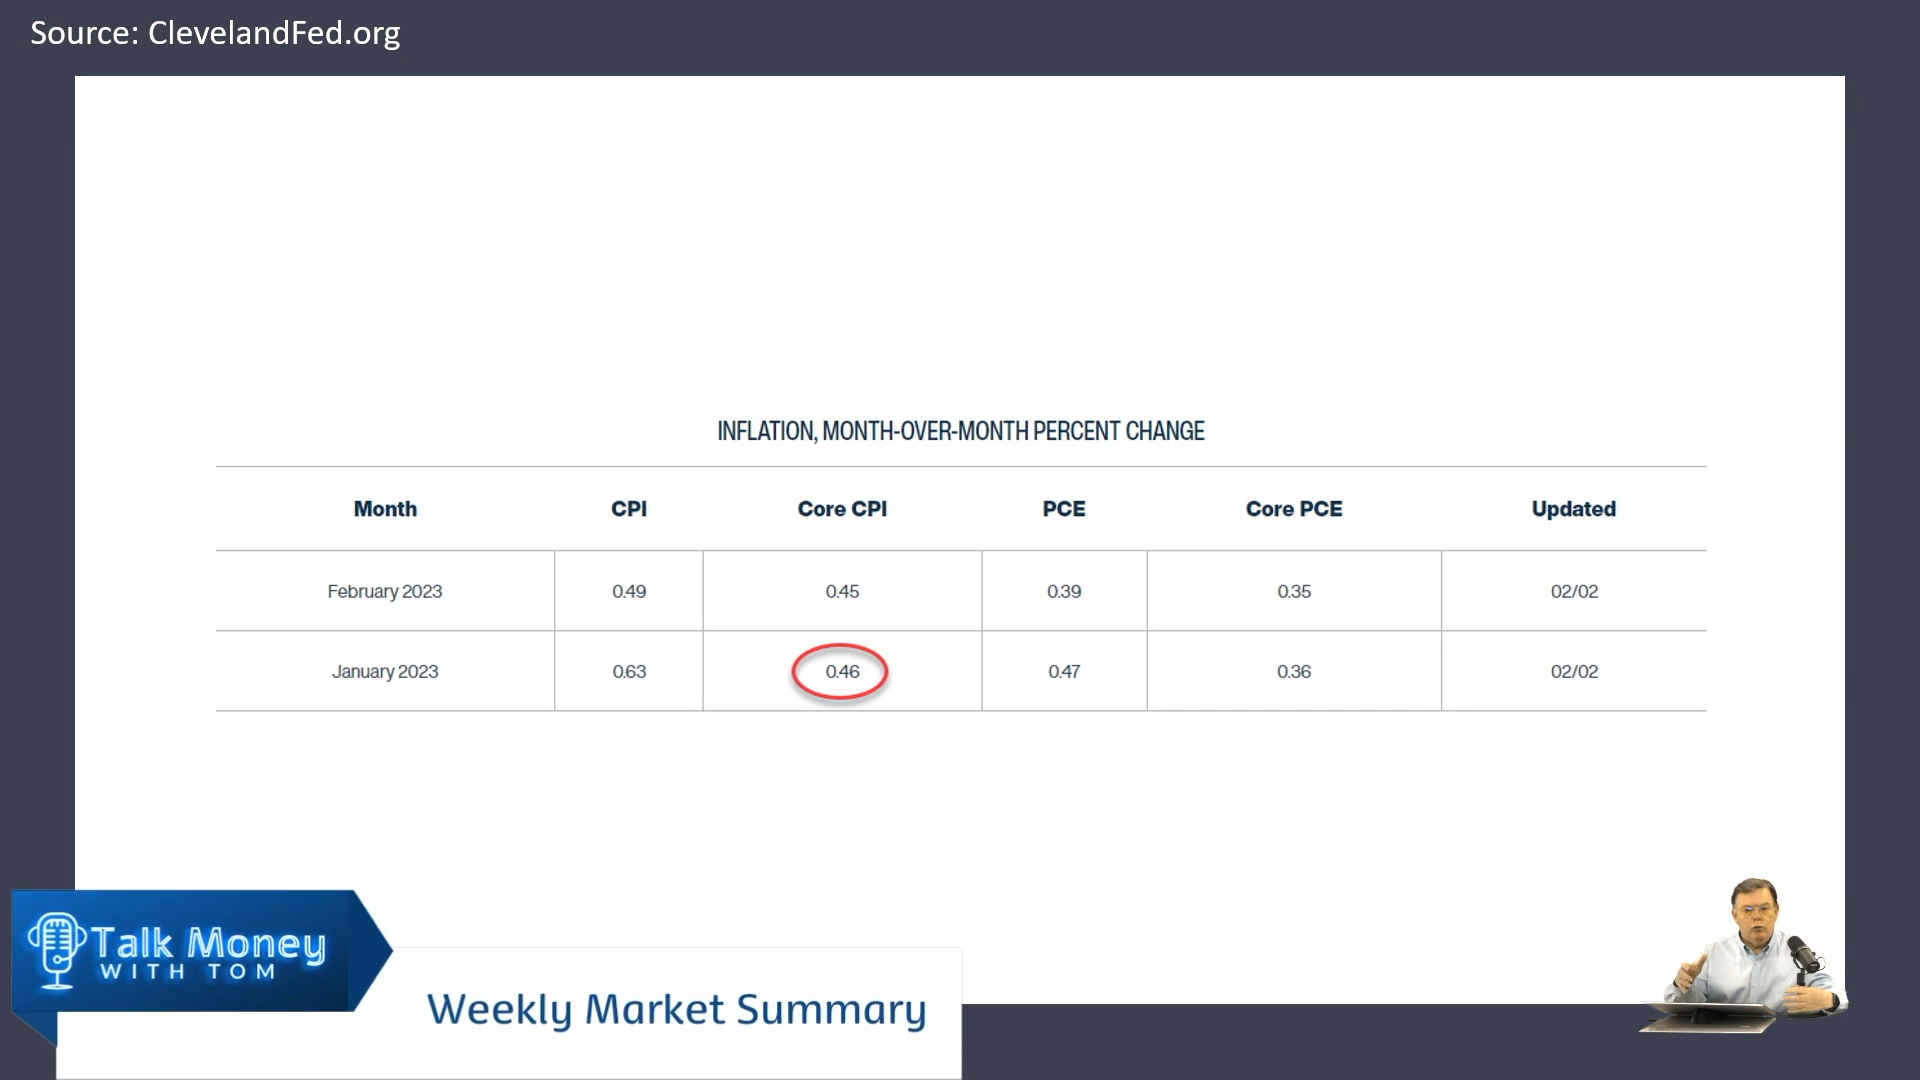 Source: ClevelandFed.org
INFLATION, MONTH-OVER-MONTH PERCENT CHANGE
Month CPI Core CPI PCE Core PCE Updated
February 2023 0.49 0.45 0.39 0.35 02/02
January 2023 0.63 0.46 0.47 0.36 02/02
Talk Money
WITH TOM
Weekly Market Summary